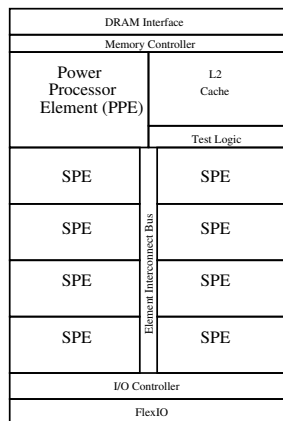 DRAM Interface
Memory Controller
Power
Processor
Element (PPE)
L2
Cache
Test Logic
SPE
SPE
SPE
SPE
SPE
SPE
SPE
SPE
Element Interconnect Bus
I/O Controller
FlexIO